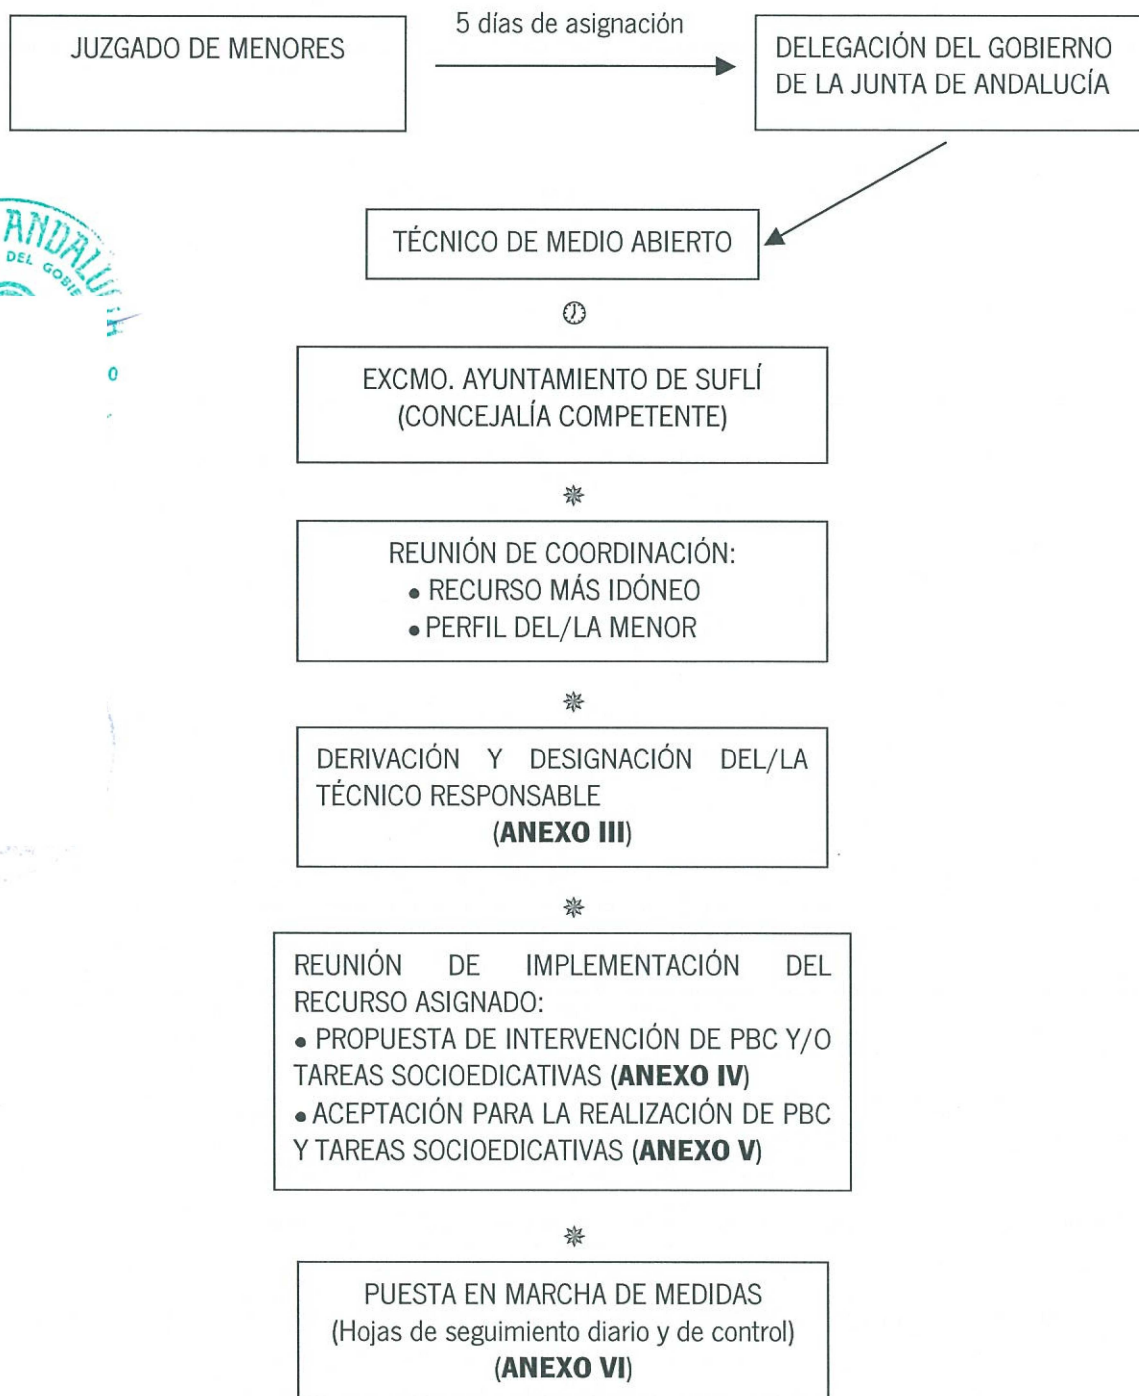 5 días de asignación
JUZGADO DE MENORES
DELEGACIÓN DEL GOBIERNO
DE LA JUNTA DE ANDALUCÍA
TÉCNICO DE MEDIO ABIERTO
EXCMO. AYUNTAMIENTO DE SUFLÍ
(CONCEJALÍA COMPETENTE)
REUNIÓN DE COORDINACIÓN:
• RECURSO MÁS IDÓNEO
• PERFIL DEL/LA MENOR
DERIVACIÓN Y DESIGNACIÓN DEL/LA
TÉCNICO RESPONSABLE
(ANEXO III)
REUNIÓN DE IMPLEMENTACIÓN DEL
RECURSO ASIGNADO:
• PROPUESTA DE INTERVENCIÓN DE PBC Y/O
TAREAS SOCIOEDICATIVAS (ANEXO IV)
• ACEPTACIÓN PARA LA REALIZACIÓN DE PBC
Y TAREAS SOCIOEDICATIVAS (ANEXO V)
PUESTA EN MARCHA DE MEDIDAS
(Hojas de seguimiento diario y de control)
(ANEXO VI)